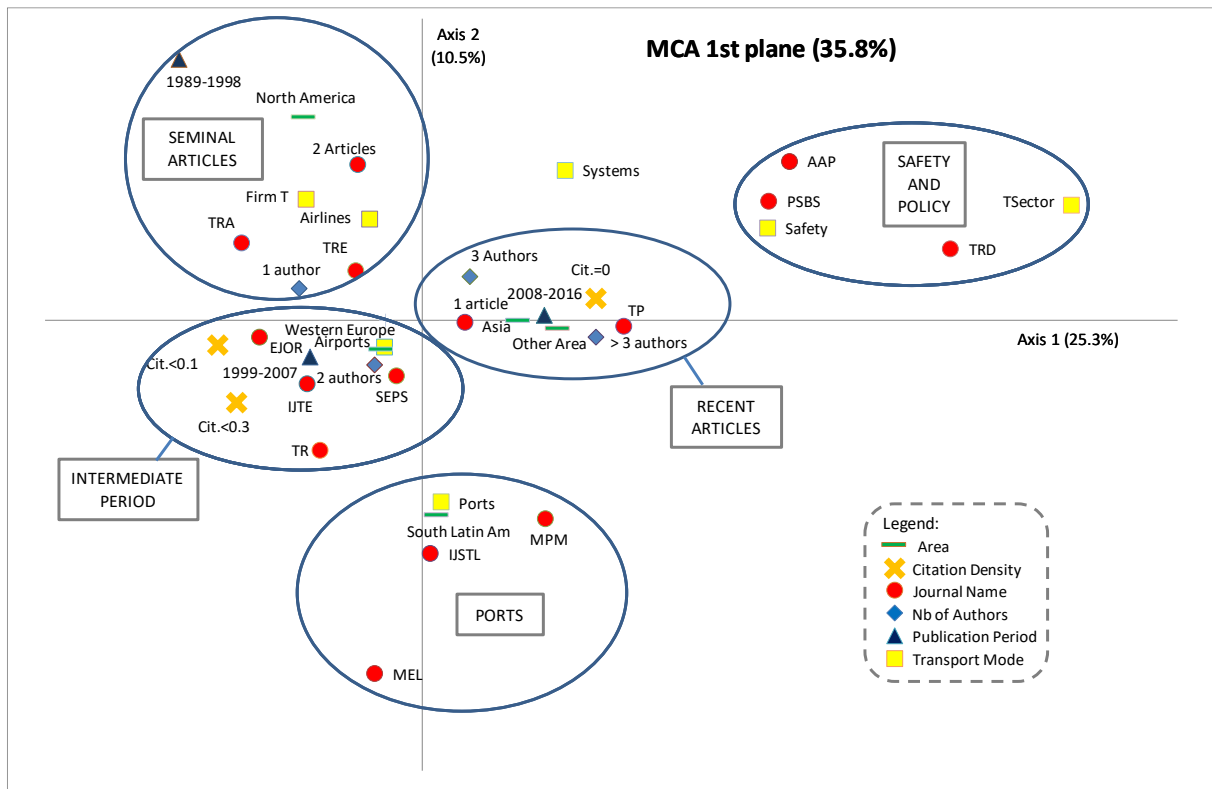 Axis 2
(10.5%)
MCA 1st plane (35.8%)
1989-1998
North America
SEMINAL
ARTICLES
2 Articles
Firm T
Airlines
TRA
TRE
1 author
Systems
AAP
PSBS
Safety
SAFETY
AND
POLICY
TSector
TRD
3 Authors
Cit.=0
1 article
2008-2016
TP
Asia
Other Area
> 3 authors
Axis 1 (25.3%)
Western Europe
EJOR
Airports
Cit.<0.1
1999-2007
2 authors
SEPS
IJTE
Cit.<0.3
TR
RECENT
ARTICLES
INTERMEDIATE
PERIOD
Ports
South Latin Am
MPM
IJSTL
PORTS
MEL
Legend:
Area
Citation Density
Journal Name
Nb of Authors
Publication Period
Transport Mode